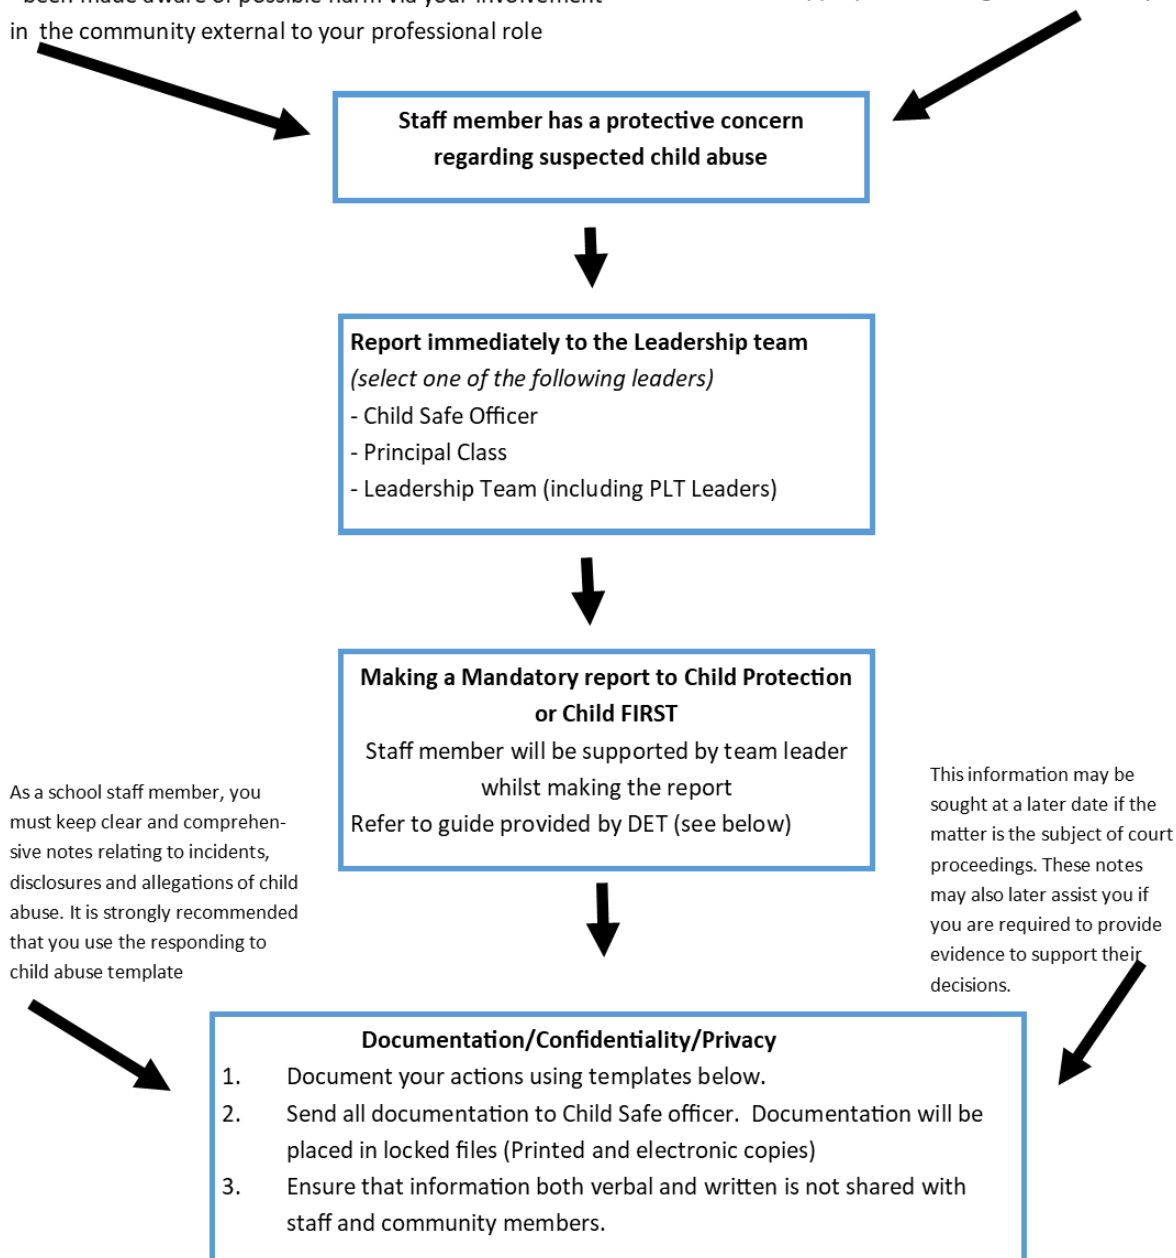 in the community external to your professional role
Staff member has a protective concern
regarding suspected child abuse
Report immediately to the Leadership team
(select one of the following leaders)
- Child Safe Officer
- Principal Class
- Leadership Team (including PLT Leaders)
Making a Mandatory report to Child Protection
or Child FIRST
Staff member will be supported by team leader
whilst making the report
Refer to guide provided by DET (see below)
As a school staff member, you
must keep clear and comprehen-
sive notes relating to incidents,
disclosures and allegations of child
abuse. It is strongly recommended
that you use the responding to
child abuse template
This information may be
sought at a later date if the
matter is the subject of court
proceedings. These notes
may also later assist you if
you are required to provide
evidence to support their
decisions.
Documentation/Confidentiality/Privacy
1. Document your actions using templates below.
2. Send all documentation to Child Safe officer. Documentation will be
placed in locked files (Printed and electronic copies)
3. Ensure that information both verbal and written is not shared with
staff and community members.